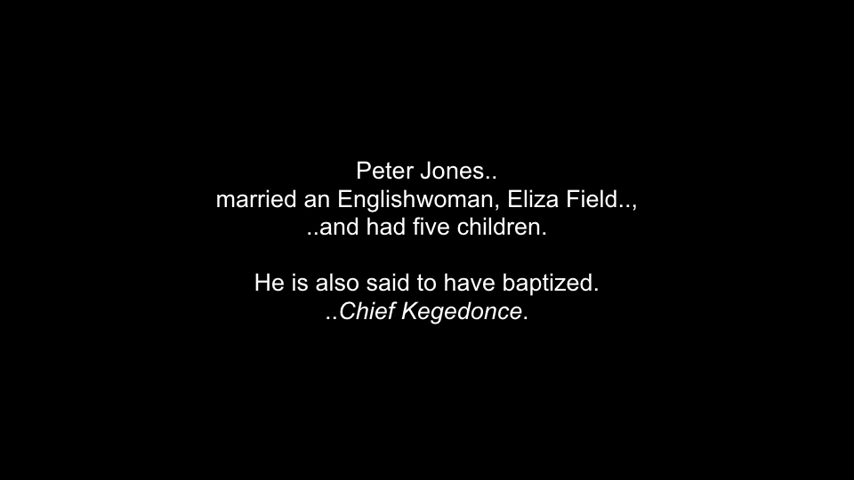 Peter Jones..
married an Englishwoman, Eliza Field..,
..and had five children.
He is also said to have baptized.
..Chief Kegedonce.